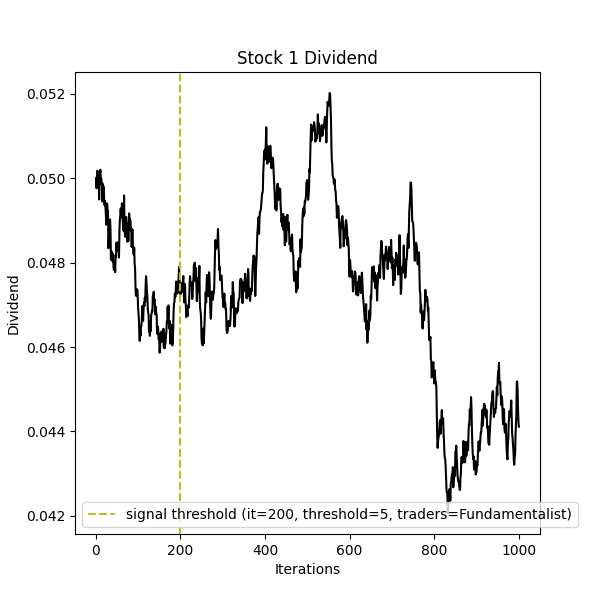 Stock 1 Dividend
0.052
0.050
0.048
0.046
0.044
0.042
Dividend
signal threshold (it=200, threshold=5, traders=Fundamentalist)
0 200 400 600 800 1000
Iterations